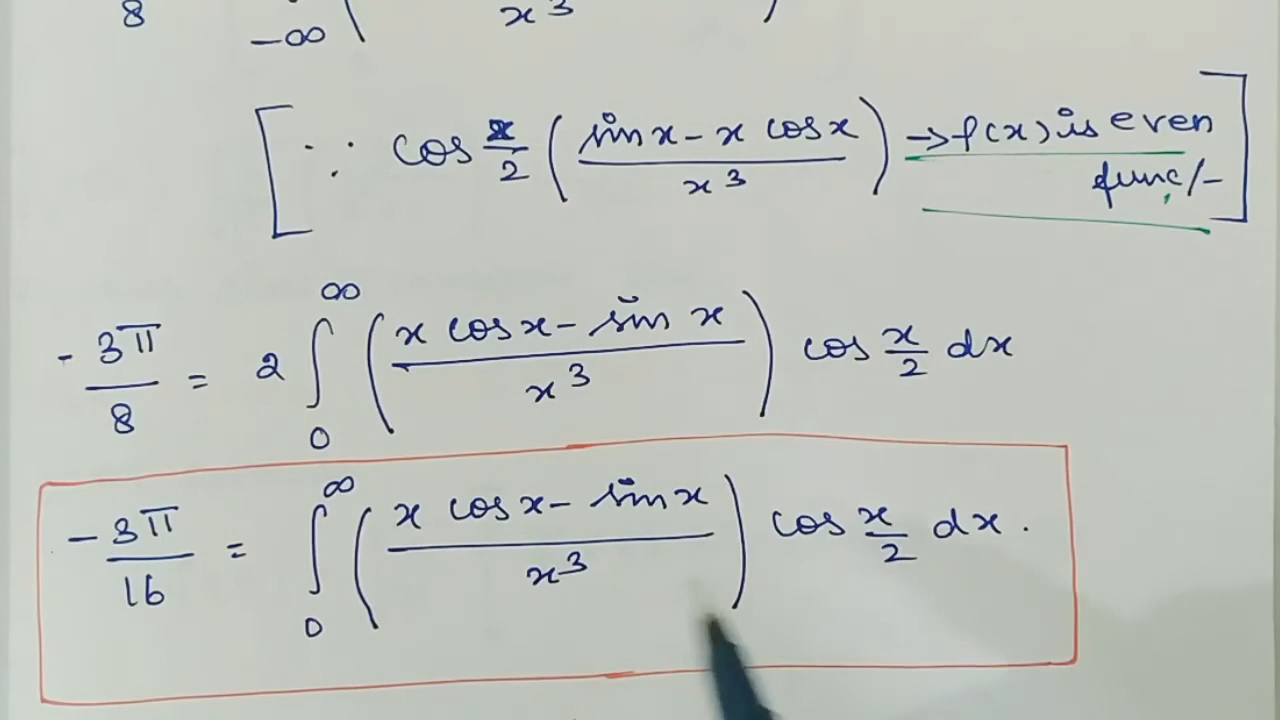 8 -∞ ( x³ )
[ ∵ cos x/2 ( (sin x - x cos x)/x³ ) → f(x) is even
func/- ]
-3π/8 = 2 ∫₀^∞ ( (x cos x - sin x)/x³ ) cos x/2 dx
-3π/16 = ∫₀^∞ ( (x cos x - sin x)/x³ ) cos x/2 dx.